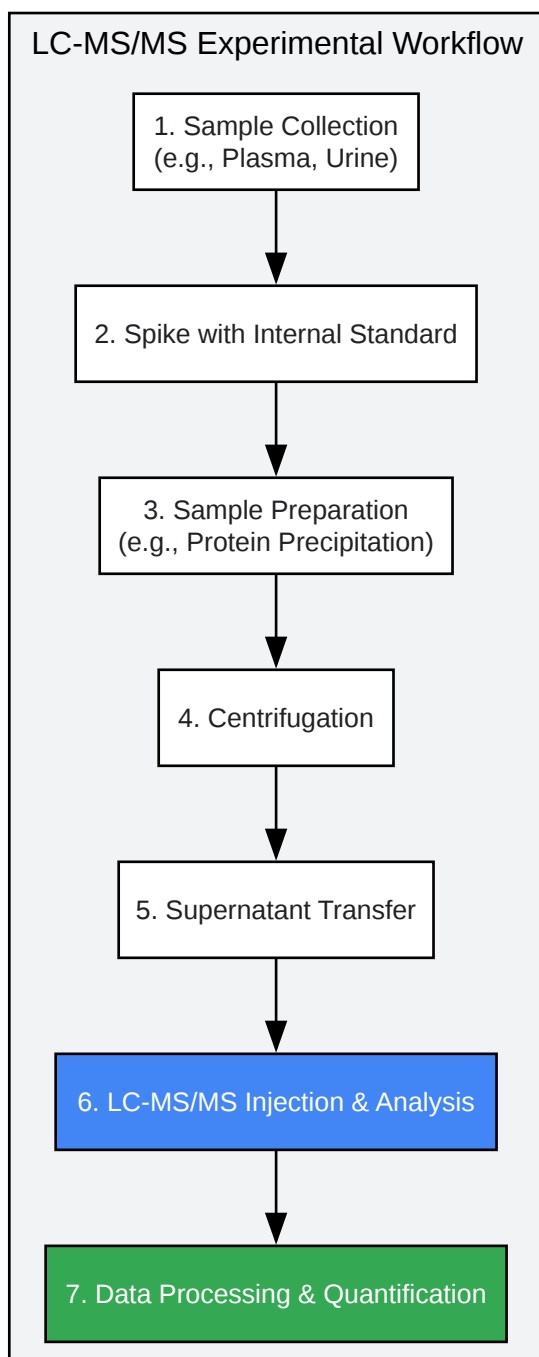 LC-MS/MS Experimental Workflow
1. Sample Collection
(e.g., Plasma, Urine)
2. Spike with Internal Standard
3. Sample Preparation
(e.g., Protein Precipitation)
4. Centrifugation
5. Supernatant Transfer
6. LC-MS/MS Injection & Analysis
7. Data Processing & Quantification